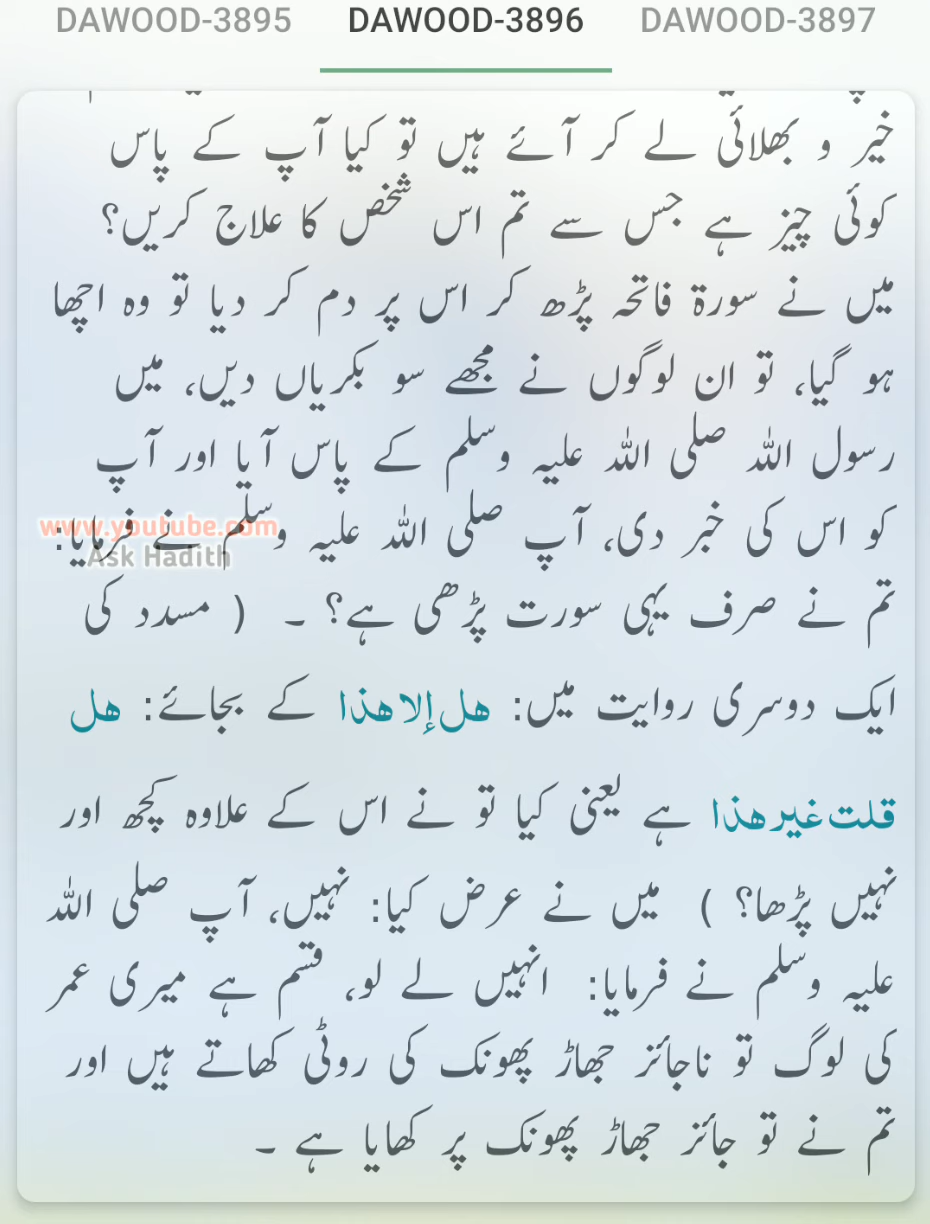 DAWOOD-3895 DAWOOD-3896 DAWOOD-3897
خیر و بھلائی لے کر آئے ہیں تو کیا آپ کے پاس
کوئی چیز ہے جس سے تم اس شخص کا علاج کریں؟
میں نے سورۃ فاتحہ پڑھ کر اس پر دم کر دیا تو وہ اچھا
ہو گیا، تو ان لوگوں نے مجھے سو بکریاں دیں، میں
رسول اللہ صلی اللہ علیہ وسلم کے پاس آیا اور آپ
کو اس کی خبر دی، آپ صلی اللہ علیہ وسلم نے فرمایا:
www.youtube.com
Ask Hadith
تم نے صرف یہی سورت پڑھی ہے؟ ۔ ( مسدد کی
ایک دوسری روایت میں: هل إلا هذا کے بجائے: هل
قلت غير هذا ہے یعنی کیا تو نے اس کے علاوہ کچھ اور
نہیں پڑھا؟ ) میں نے عرض کیا: نہیں، آپ صلی اللہ
علیہ وسلم نے فرمایا: انہیں لے لو، قسم ہے میری عمر
کی لوگ تو ناجائز جھاڑ پھونک کی روٹی کھاتے ہیں اور
تم نے تو جائز جھاڑ پھونک پر کھایا ہے ۔